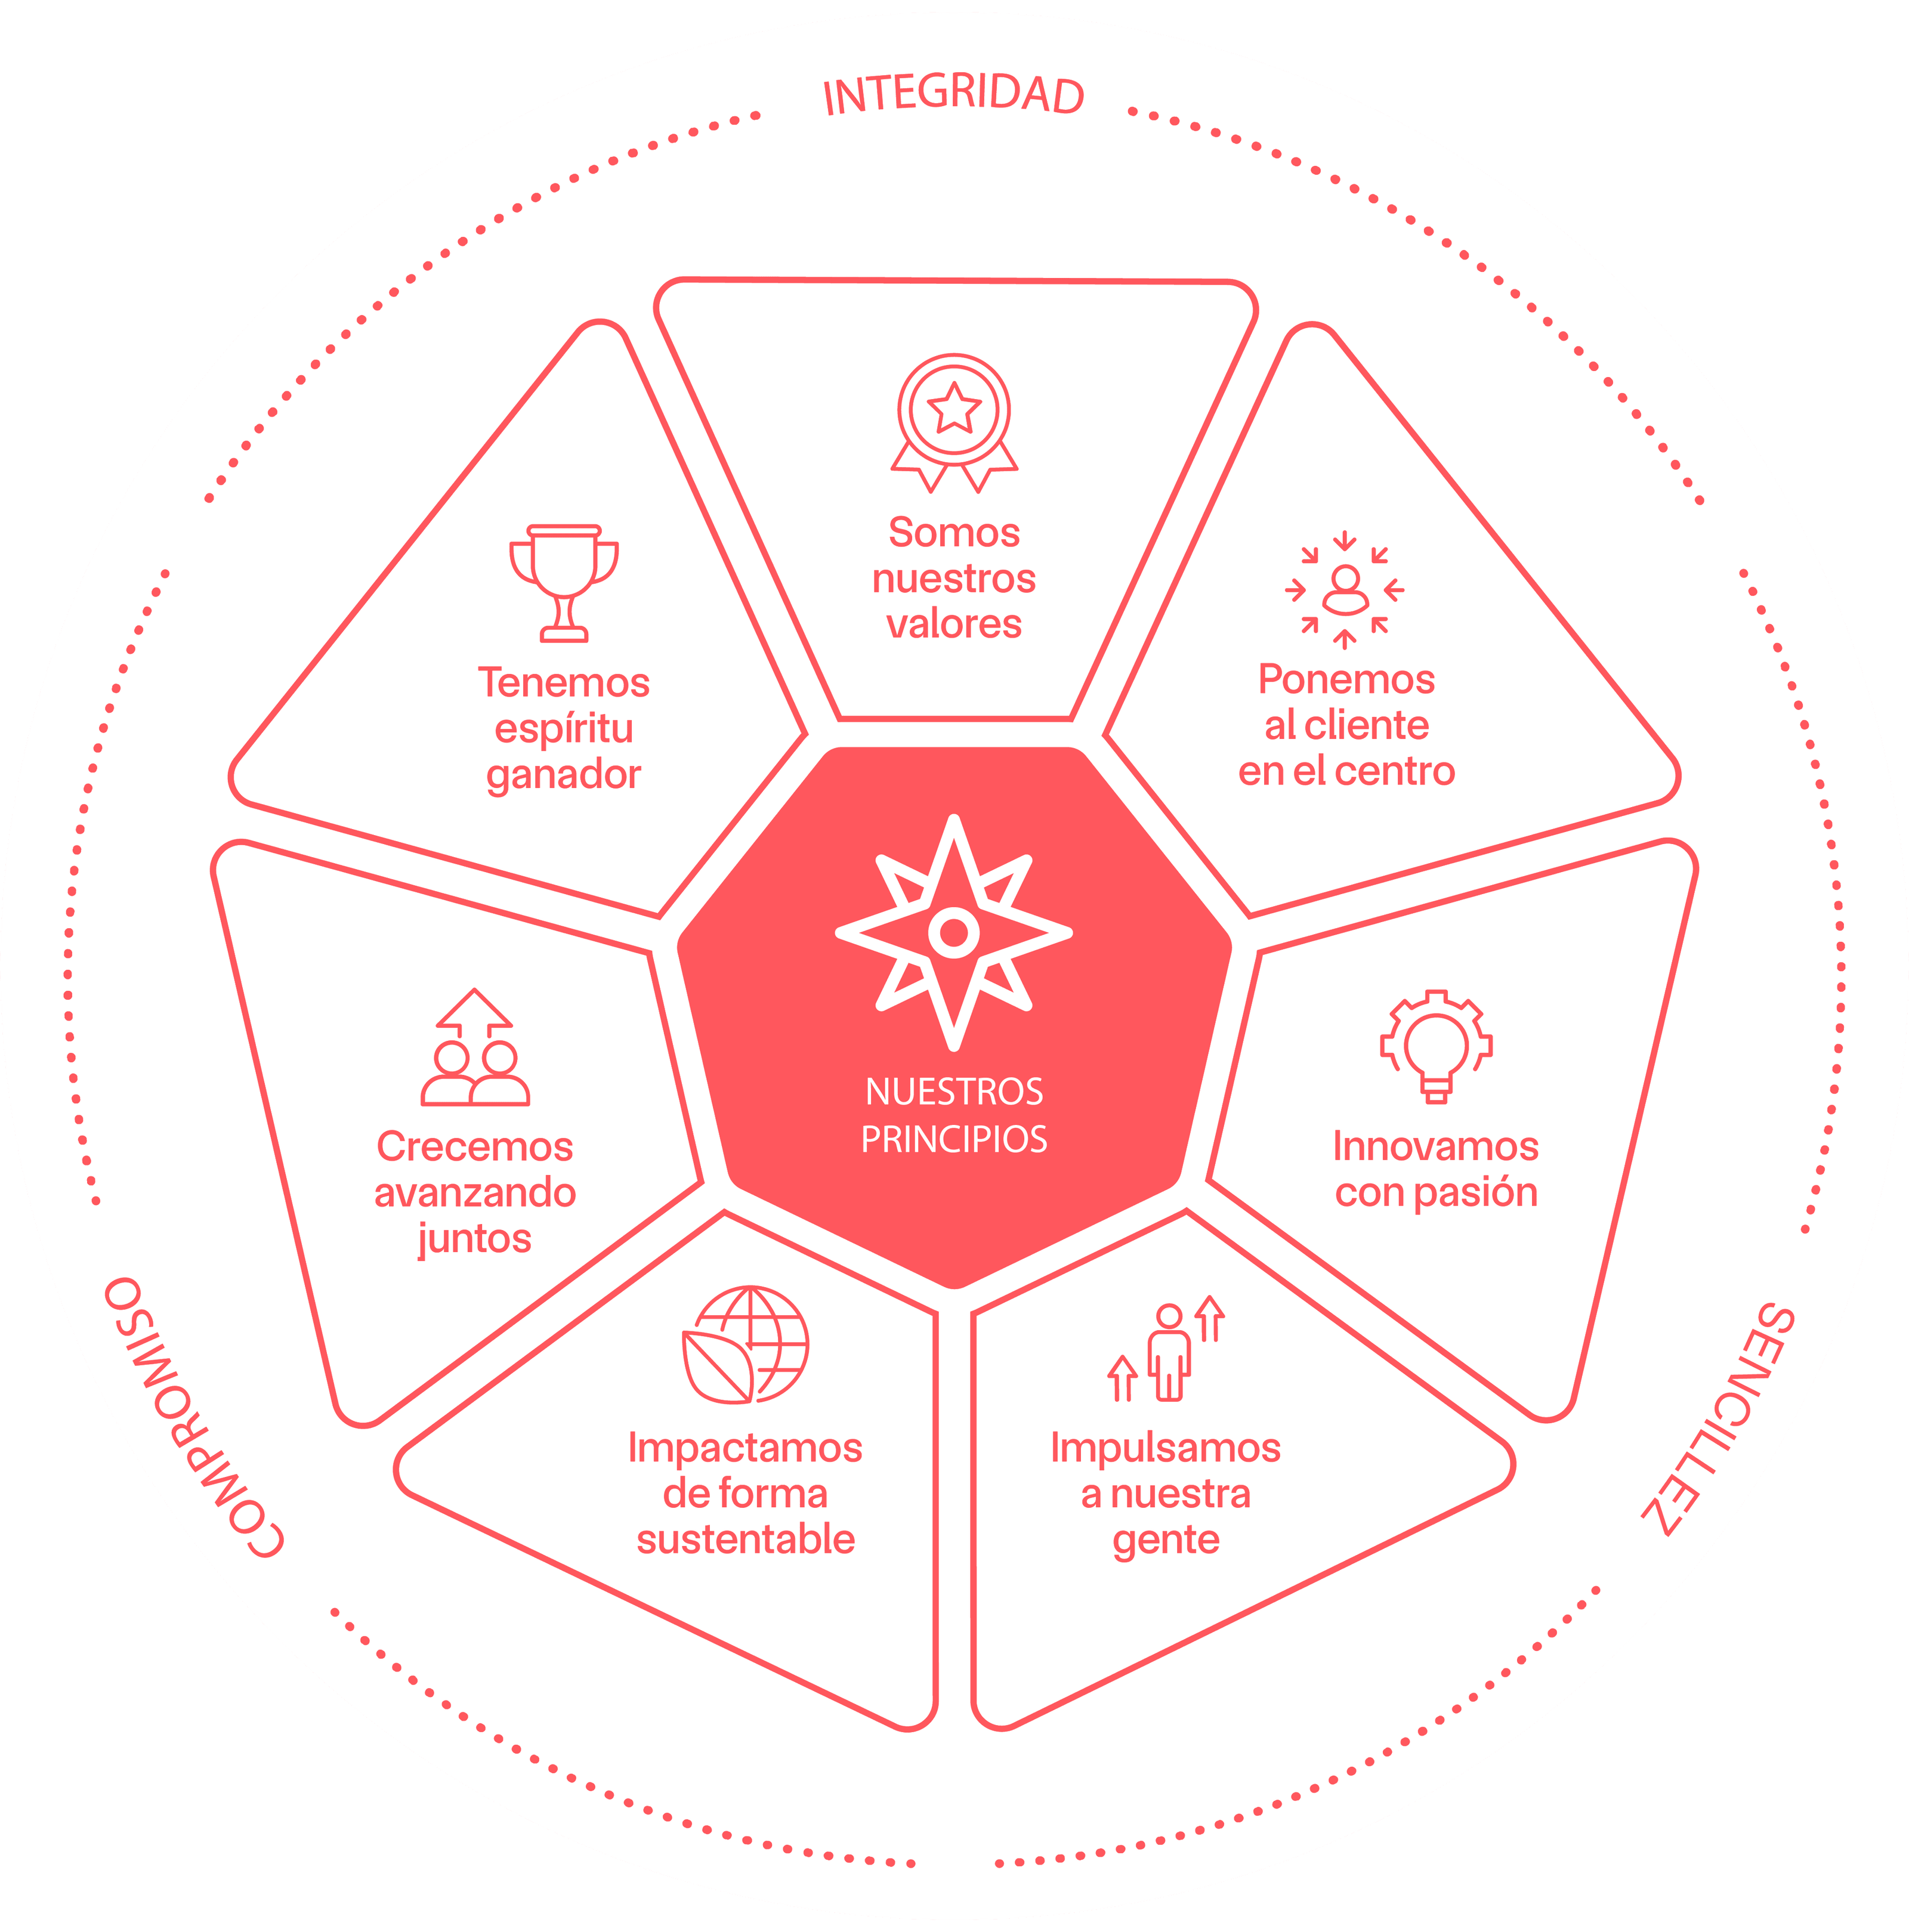 INTEGRIDAD
Somos
nuestros
valores
Ponemos
al cliente
en el centro
Innovamos
con pasión
Impulsamos
a nuestra
gente
Impactamos
de forma
sustentable
Crecemos
avanzando
juntos
Tenemos
espíritu
ganador
NUESTROS
PRINCIPIOS
SENCILLEZ
COMPROMISO